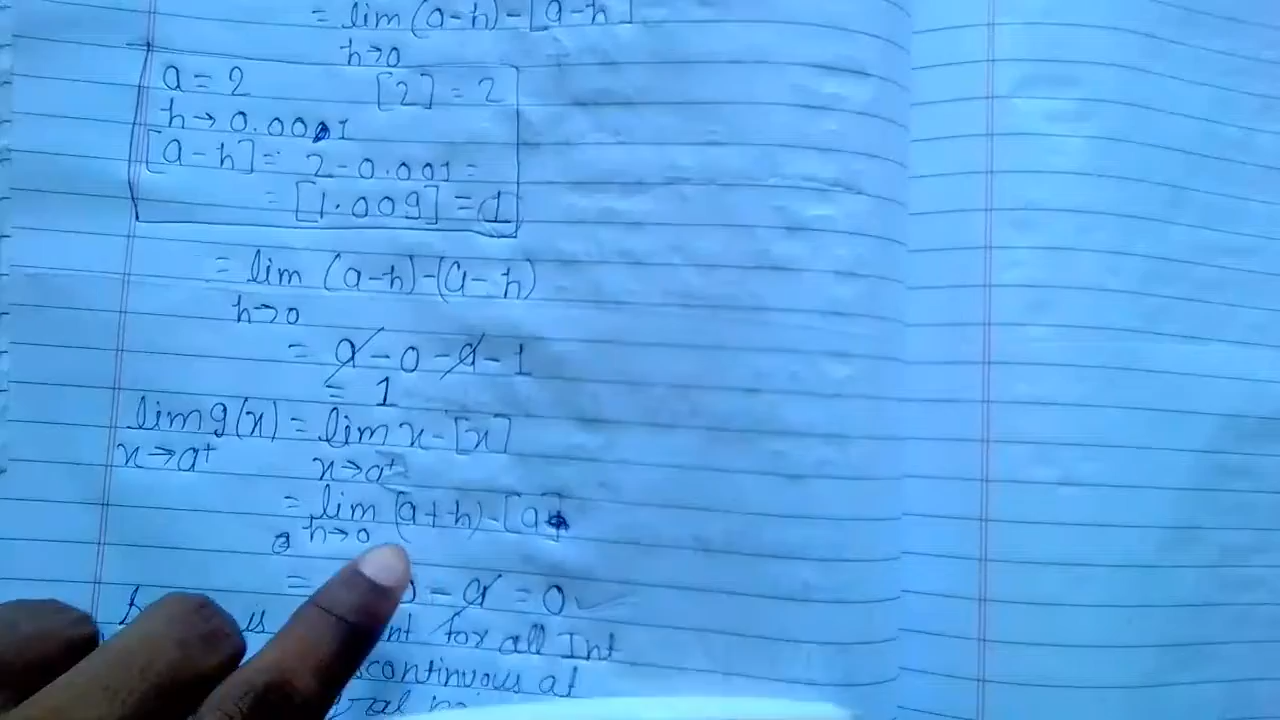 = lim (a-h) - [a-h]
h→0
a = 2 [2] = 2
h → 0.001
[a-h] = 2-0.001 =
= [1.009] = 1
= lim (a-h)-(a-h)
h→0
= a - 0 - a - 1
= 1
lim g(x) = lim x - [x]
x→a⁺ x→a⁺
= lim (a+h) - [a
h→0
= - a = 0
is for all Int
continuous at